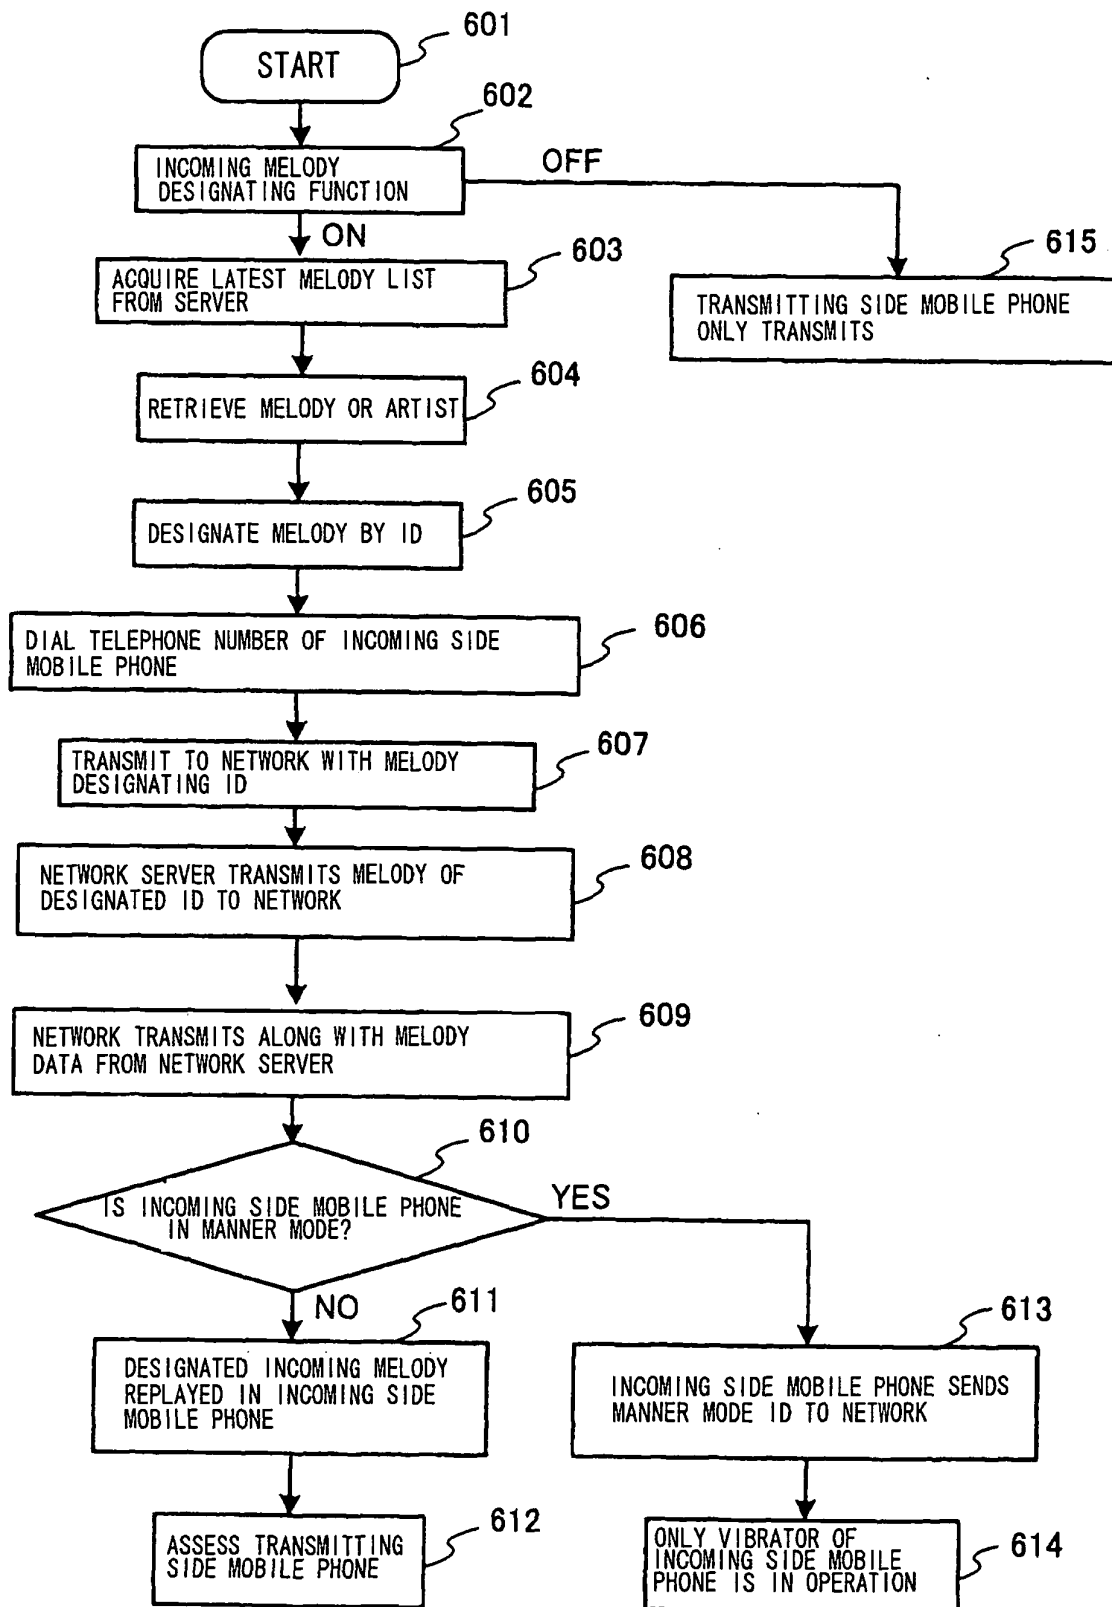 601
START
602
INCOMING MELODY
DESIGNATING FUNCTION
OFF
ON
603
ACQUIRE LATEST MELODY LIST
FROM SERVER
615
TRANSMITTING SIDE MOBILE PHONE
ONLY TRANSMITS
604
RETRIEVE MELODY OR ARTIST
605
DESIGNATE MELODY BY ID
606
DIAL TELEPHONE NUMBER OF INCOMING SIDE
MOBILE PHONE
607
TRANSMIT TO NETWORK WITH MELODY
DESIGNATING ID
608
NETWORK SERVER TRANSMITS MELODY OF
DESIGNATED ID TO NETWORK
609
NETWORK TRANSMITS ALONG WITH MELODY
DATA FROM NETWORK SERVER
610
IS INCOMING SIDE MOBILE PHONE
IN MANNER MODE?
YES
NO
611
DESIGNATED INCOMING MELODY
REPLAYED IN INCOMING SIDE
MOBILE PHONE
613
INCOMING SIDE MOBILE PHONE SENDS
MANNER MODE ID TO NETWORK
612
ASSESS TRANSMITTING
SIDE MOBILE PHONE
614
ONLY VIBRATOR OF
INCOMING SIDE MOBILE
PHONE IS IN OPERATION